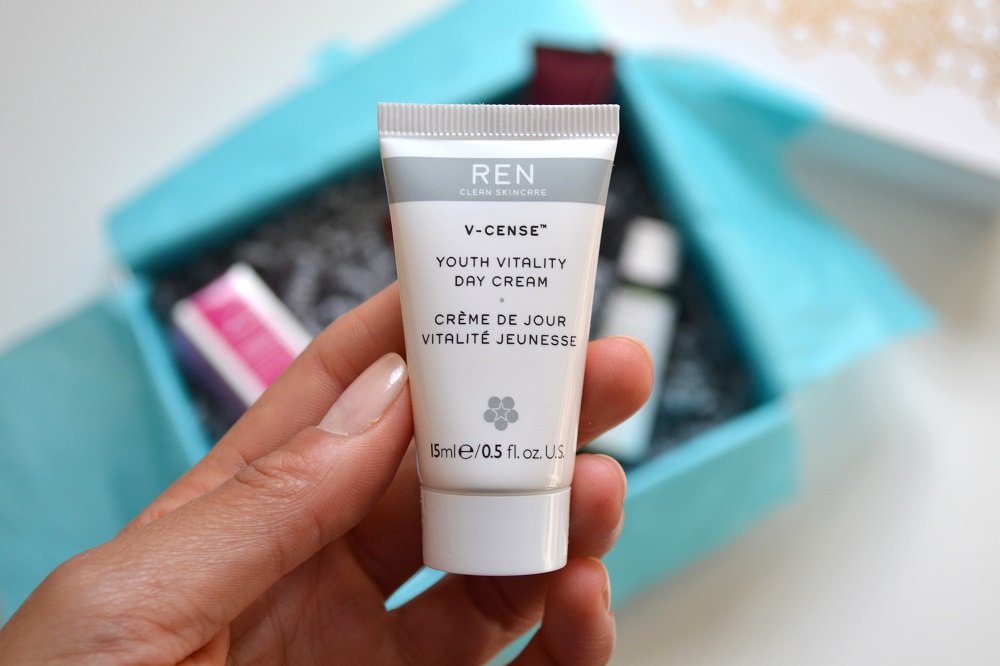 REN
CLEAN SKINCARE
V-CENSE™
YOUTH VITALITY
DAY CREAM
CRÈME DE JOUR
VITALITÉ JEUNESSE
15ml℮/0.5 fl. oz. U.S.